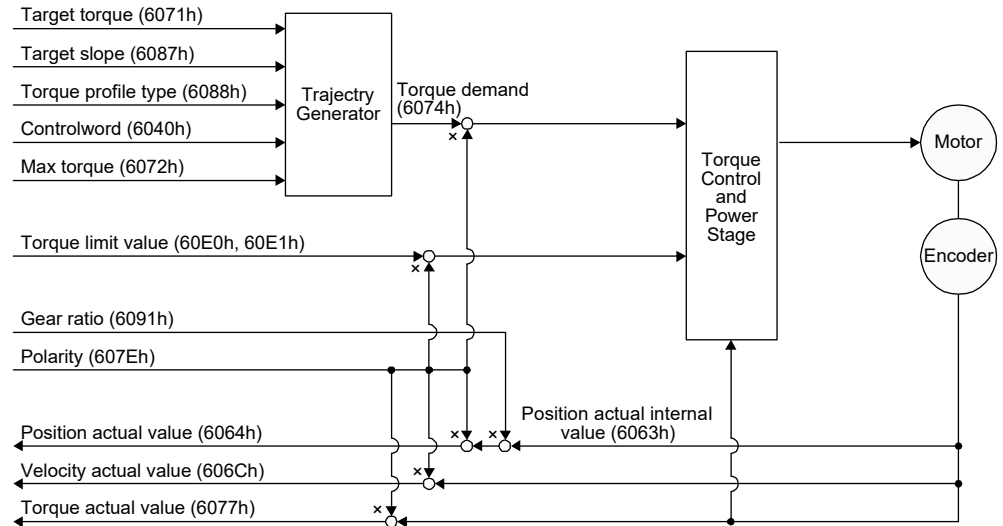 Target torque (6071h)
Target slope (6087h)
Torque profile type (6088h)
Controlword (6040h)
Max torque (6072h)
Trajectry
Generator
Torque demand
(6074h)
×
Torque
Control
and
Power
Stage
Motor
Encoder
Torque limit value (60E0h, 60E1h)
×
Gear ratio (6091h)
Polarity (607Eh)
Position actual internal
value (6063h)
Position actual value (6064h)
×
×
Velocity actual value (606Ch)
×
Torque actual value (6077h)
×